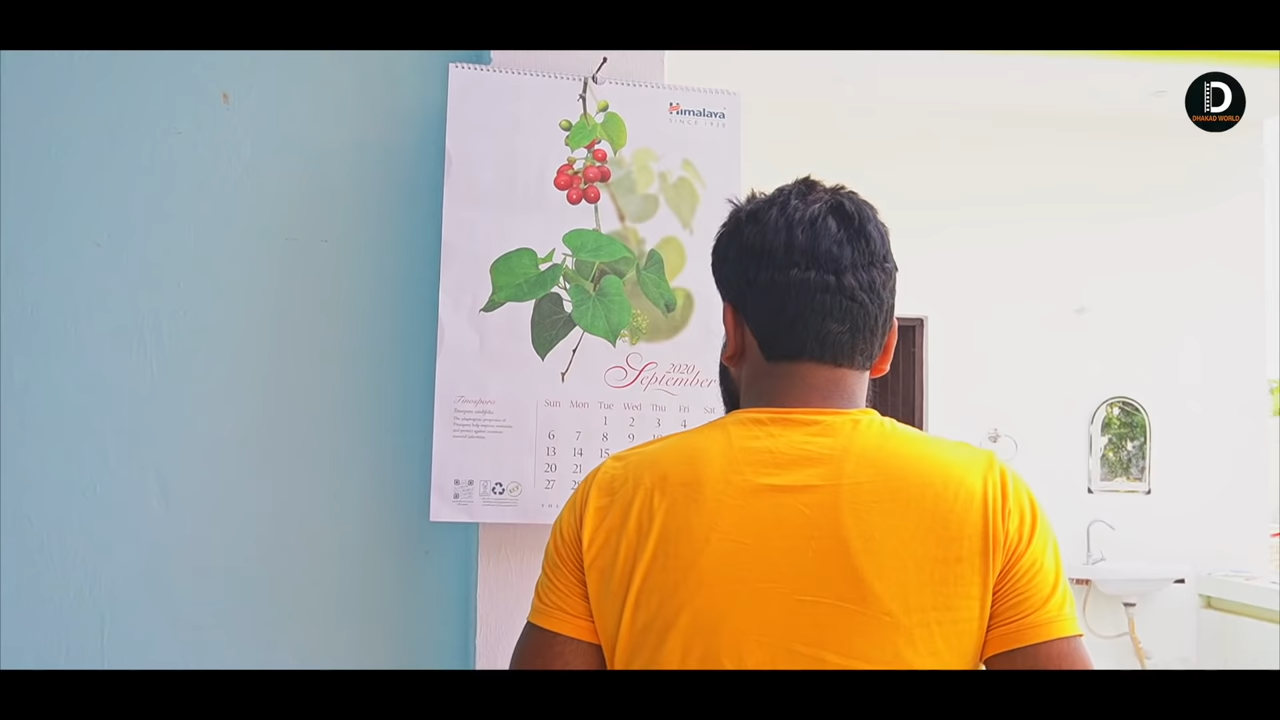 Himalaya
SINCE 1930
D
DHAKAD WORLD
2020
September
Tinospora
Sun Mon Tue Wed Thu Fri Sat
1 2 3 4
6 7 8 9
13 14 15
20 21
27